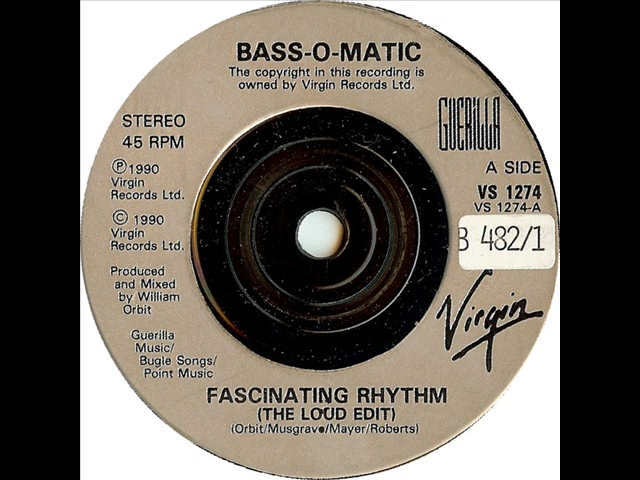 BASS-O-MATIC
The copyright in this recording is
owned by Virgin Records Ltd.
STEREO
45 RPM
GUERILLA
A SIDE
VS 1274
VS 1274-A
B 482/1
Ⓟ1990
Virgin
Records Ltd.
© 1990
Virgin
Records Ltd.
Produced
and Mixed
by William
Orbit
Guerilla
Music/
Bugle Songs/
Point Music
Virgin
FASCINATING RHYTHM
(THE LOUD EDIT)
(Orbit/Musgrave/Mayer/Roberts)